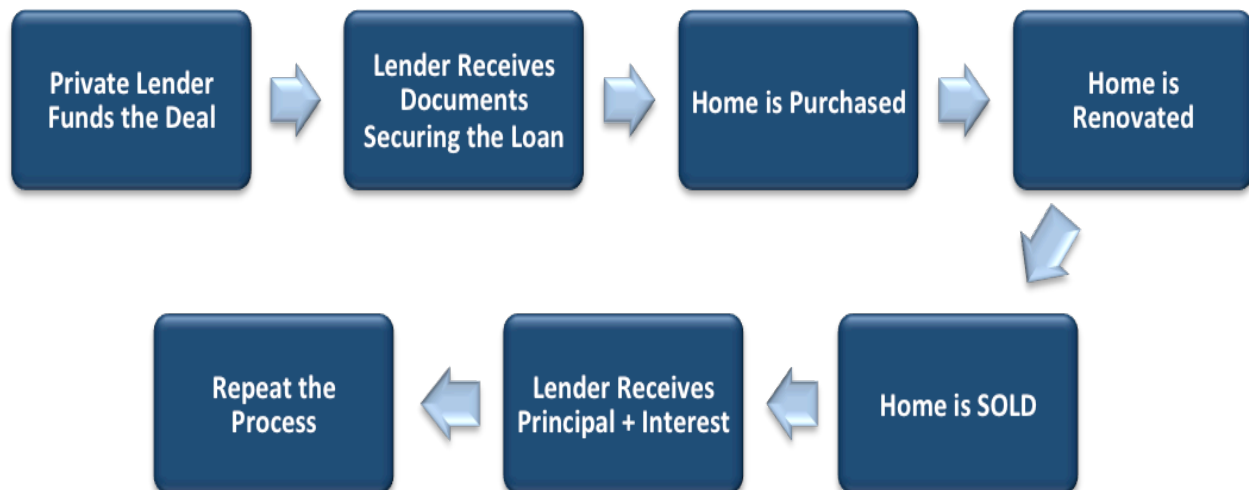 Private Lender
Funds the Deal
Lender Receives
Documents
Securing the Loan
Home is Purchased
Home is
Renovated
Home is SOLD
Lender Receives
Principal + Interest
Repeat the
Process